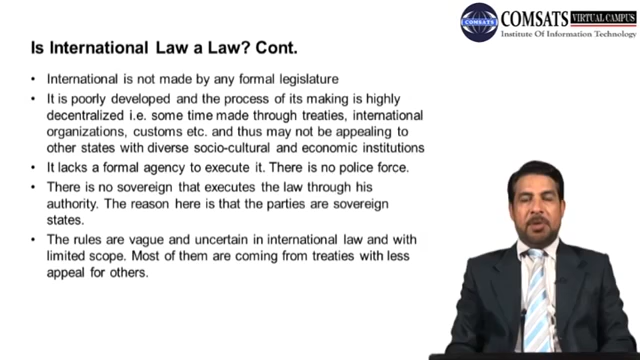 COMSATS VIRTUAL CAMPUS
Institute Of Information Technology
COMSATS
Is International Law a Law? Cont.
• International is not made by any formal legislature
• It is poorly developed and the process of its making is highly
decentralized i.e. some time made through treaties, international
organizations, customs etc. and thus may not be appealing to
other states with diverse socio-cultural and economic institutions
• It lacks a formal agency to execute it. There is no police force.
• There is no sovereign that executes the law through his
authority. The reason here is that the parties are sovereign
states.
• The rules are vague and uncertain in international law and with
limited scope. Most of them are coming from treaties with less
appeal for others.